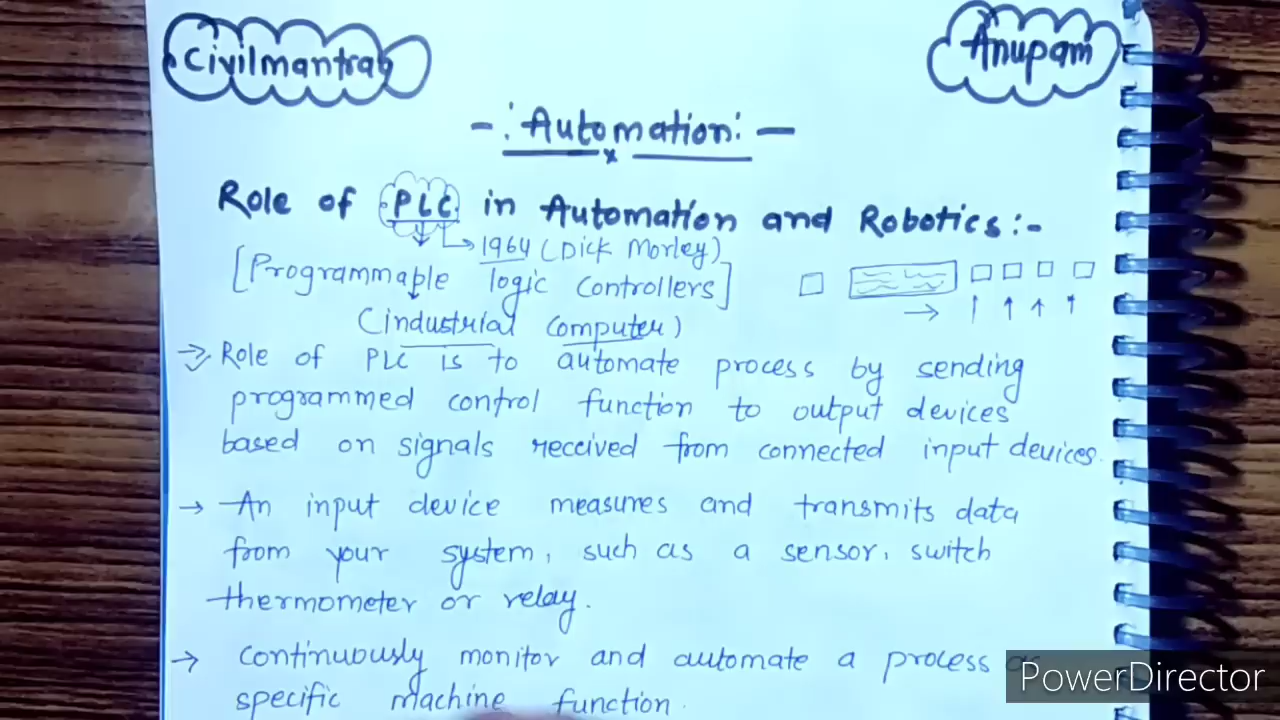 Civilmantra
Anupam
-: Automation: -
x
Role of PLC in Automation and Robotics:-
1964 (Dick Morley)
[Programmable logic Controllers]
(industrial computer)
Role of PLC is to automate process by sending
programmed control function to output devices
based on signals received from connected input devices.
→ An input device measures and transmits data
from your system, such as a sensor, switch
thermometer or relay.
→ Continuously monitor and automate a process
specific machine function.
PowerDirector